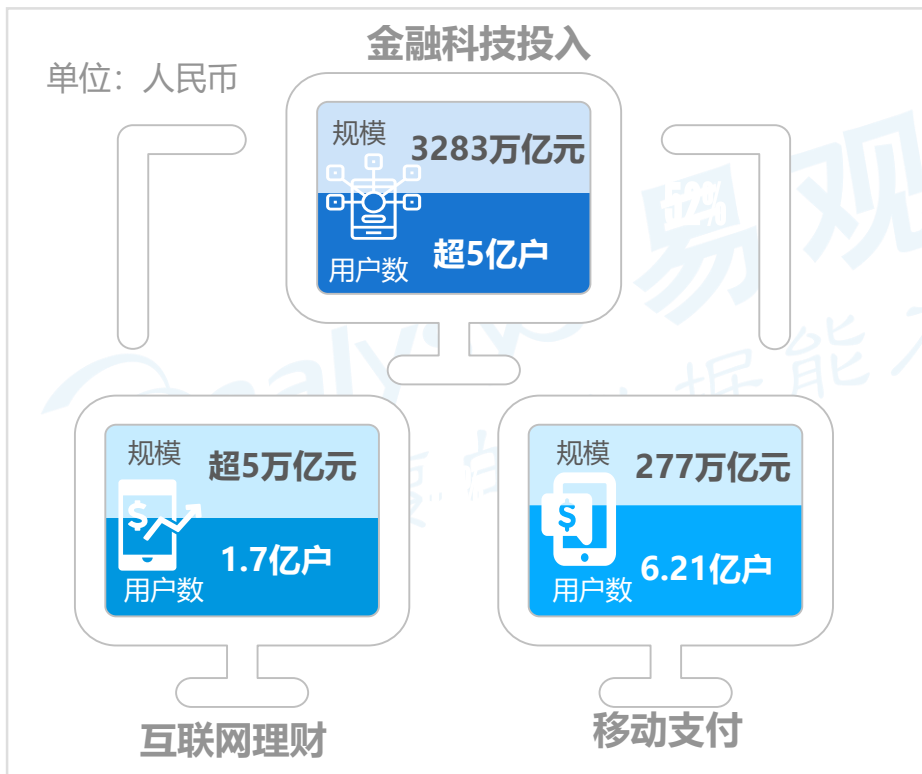 金融科技投入
单位：人民币
规模
3283万亿元
用户数
超5亿户
52%
易观
规模
超5万亿元
用户数
1.7亿户
规模
277万亿元
用户数
6.21亿户
互联网理财
移动支付